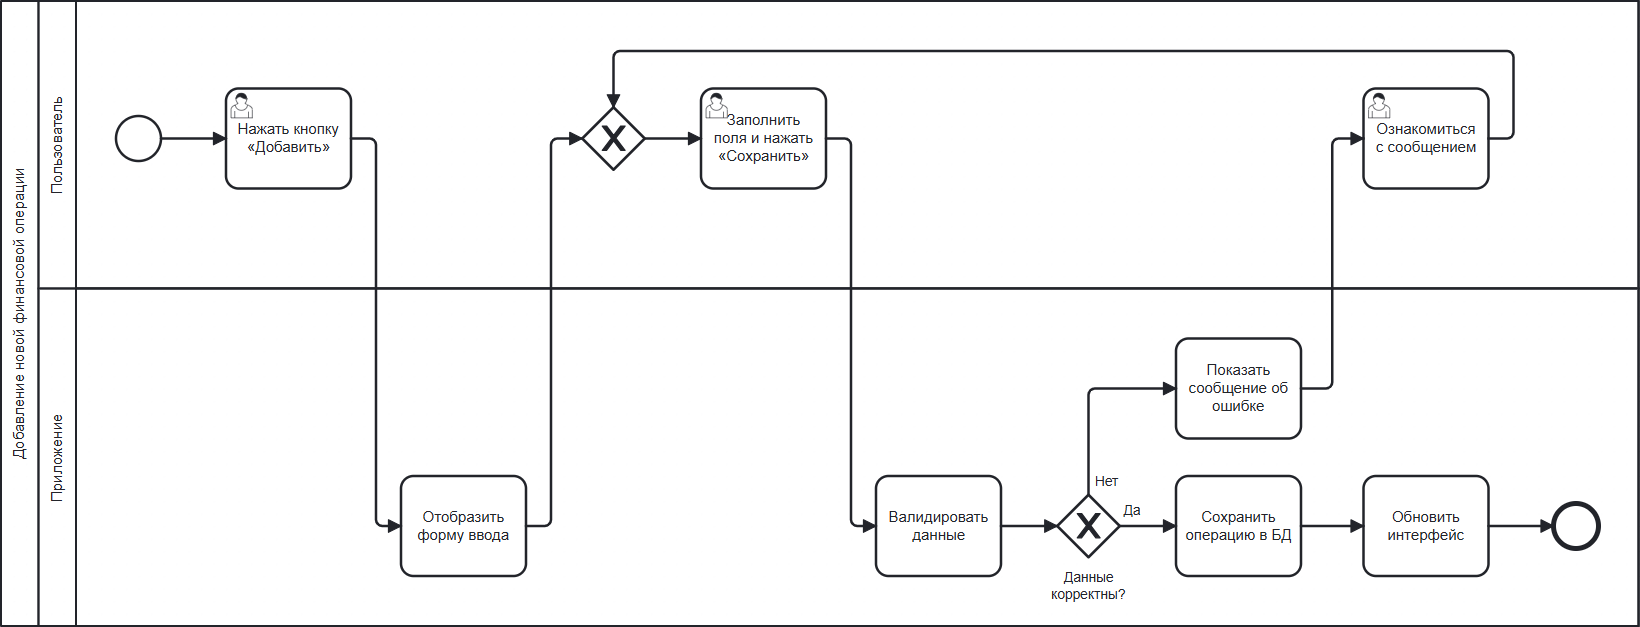 Добавление новой финансовой операции
Пользователь
Нажать кнопку
«Добавить»
Заполнить
поля и нажать
«Сохранить»
Ознакомиться
с сообщением
Приложение
Отобразить
форму ввода
Валидировать
данные
Данные
корректны?
Нет
Да
Показать
сообщение об
ошибке
Сохранить
операцию в БД
Обновить
интерфейс